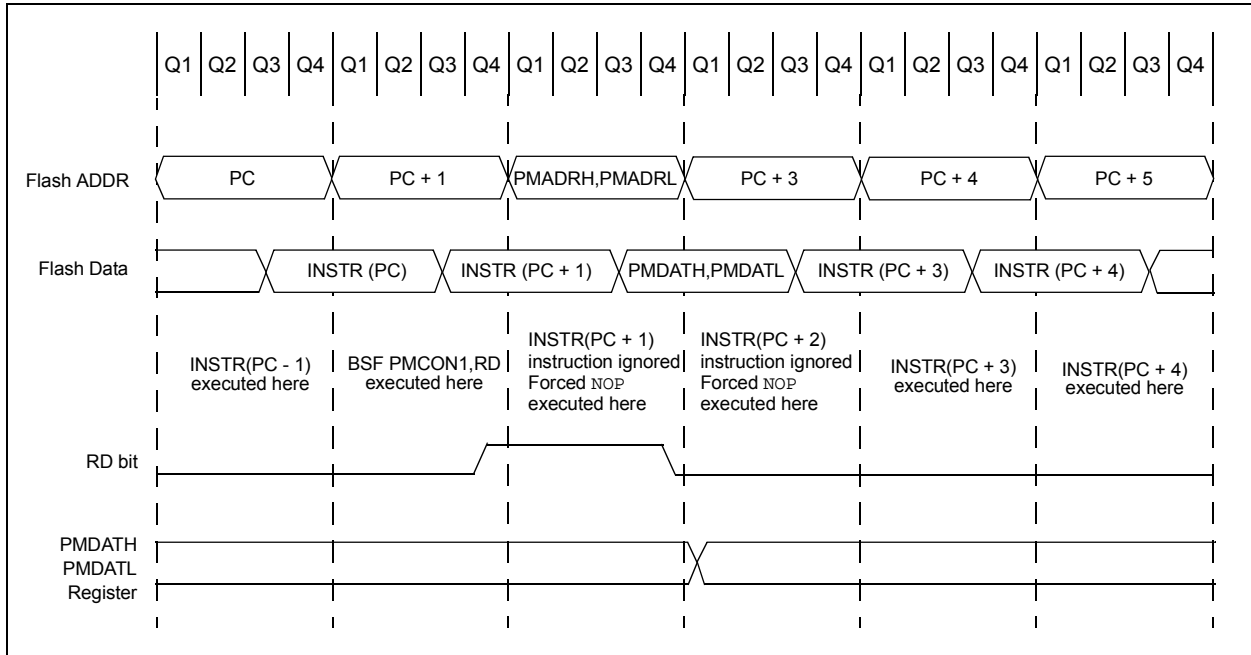 Q1 Q2 Q3 Q4 Q1 Q2 Q3 Q4 Q1 Q2 Q3 Q4 Q1 Q2 Q3 Q4 Q1 Q2 Q3 Q4 Q1 Q2 Q3 Q4
Flash ADDR PC PC + 1 PMADRH,PMADRL PC + 3 PC + 4 PC + 5
Flash Data INSTR (PC) INSTR (PC + 1) PMDATH,PMDATL INSTR (PC + 3) INSTR (PC + 4)
INSTR(PC - 1)
executed here
BSF PMCON1,RD
executed here
INSTR(PC + 1)
instruction ignored
Forced NOP
executed here
INSTR(PC + 2)
instruction ignored
Forced NOP
executed here
INSTR(PC + 3)
executed here
INSTR(PC + 4)
executed here
RD bit
PMDATH
PMDATL
Register